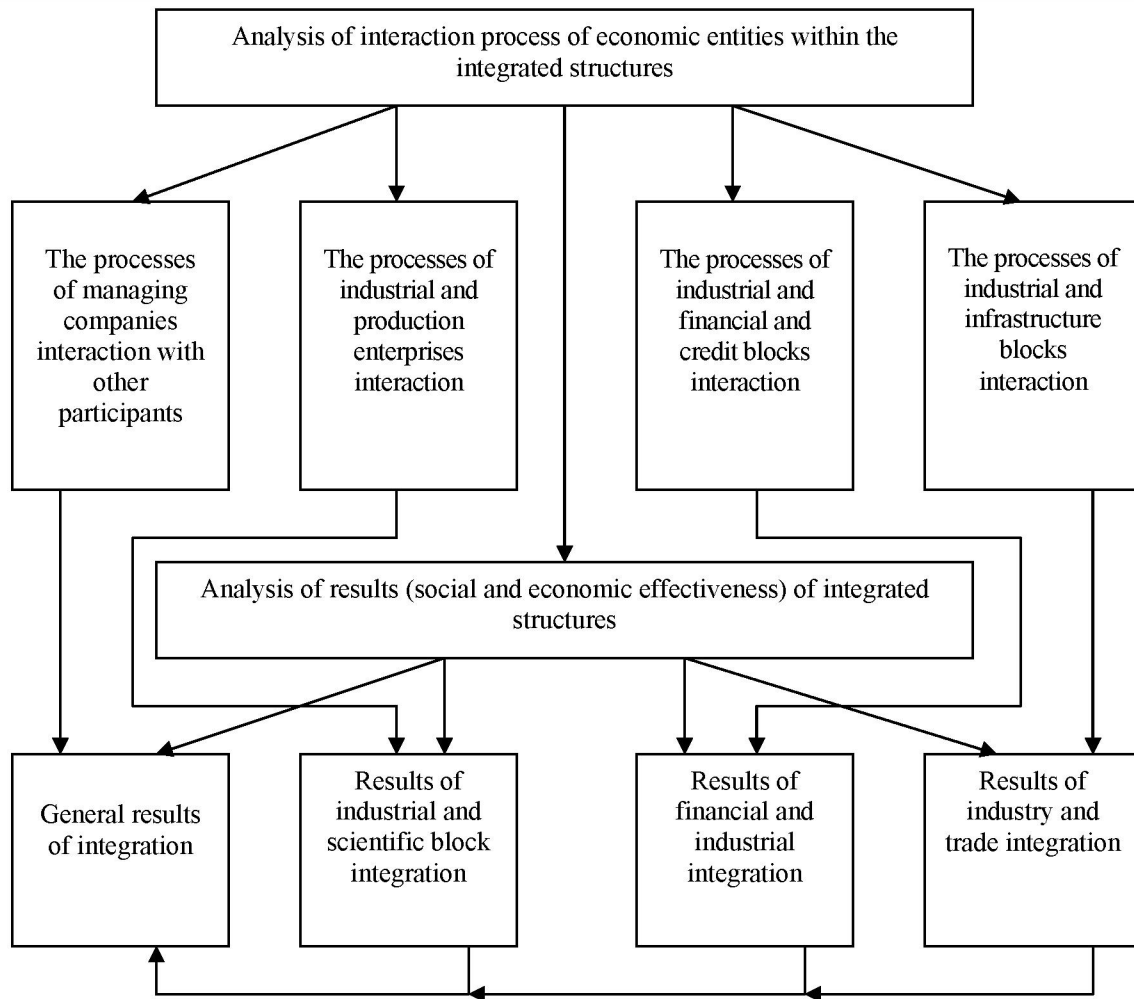 Analysis of interaction process of economic entities within the
integrated structures
The processes
of managing
companies
interaction with
other
participants
The processes of
industrial and
production
enterprises
interaction
The processes of
industrial and
financial and
credit blocks
interaction
The processes of
industrial and
infrastructure
blocks
interaction
Analysis of results (social and economic effectiveness) of integrated
structures
General results
of integration
Results of
industrial and
scientific block
integration
Results of
financial and
industrial
integration
Results of
industry and
trade integration